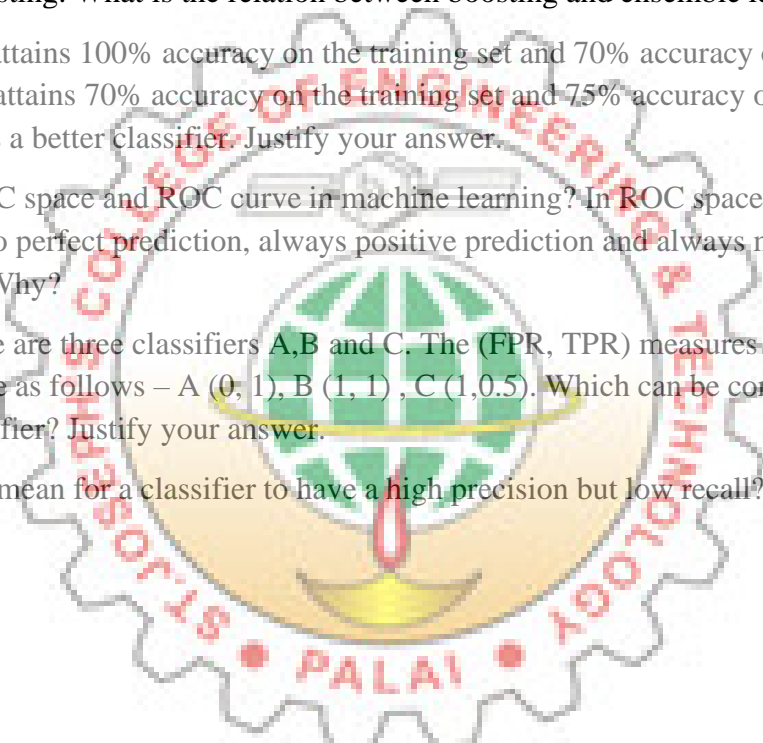 sting? What is the relation between boosting and ensemble
attains 100% accuracy on the training set and 70% accuracy
attains 70% accuracy on the training set and 75% accuracy
a better classifier. Justify your answer.
C space and ROC curve in machine learning? In ROC space
o perfect prediction, always positive prediction and always
Why?
e are three classifiers A,B and C. The (FPR, TPR) measures
e as follows – A (0, 1), B (1, 1) , C (1,0.5). Which can be
fier? Justify your answer.
mean for a classifier to have a high precision but low recall?
ST.JOSEPH'S COLLEGE OF ENGINEERING & TECHNOLOGY
• PALAI •